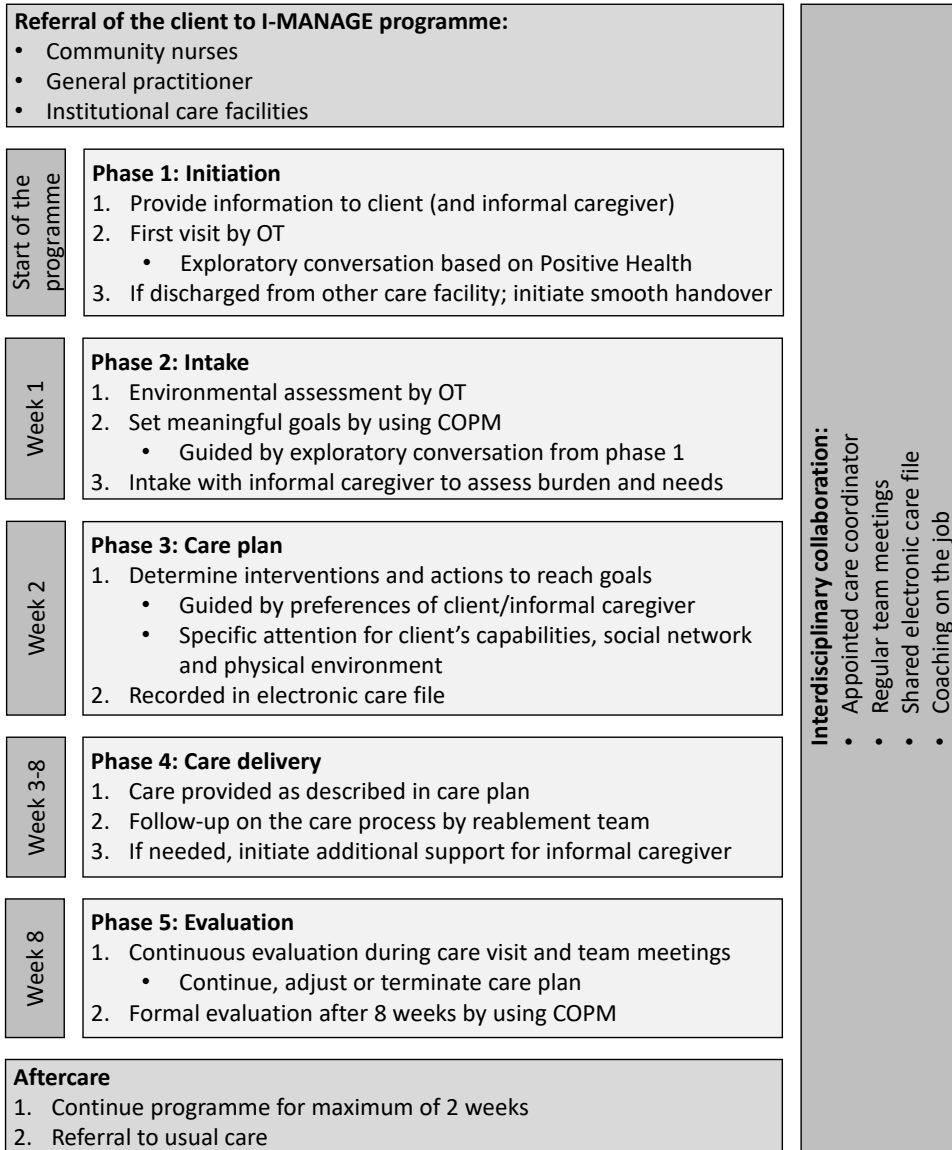 Referral of the client to I-MANAGE programme:
• Community nurses
• General practitioner
• Institutional care facilities
Start of the
programme
Phase 1: Initiation
1. Provide information to client (and informal caregiver)
2. First visit by OT
• Exploratory conversation based on Positive Health
3. If discharged from other care facility; initiate smooth handover
Week 1
Phase 2: Intake
1. Environmental assessment by OT
2. Set meaningful goals by using COPM
• Guided by exploratory conversation from phase 1
3. Intake with informal caregiver to assess burden and needs
Week 2
Phase 3: Care plan
1. Determine interventions and actions to reach goals
• Guided by preferences of client/informal caregiver
• Specific attention for client's capabilities, social network
and physical environment
2. Recorded in electronic care file
Week 3-8
Phase 4: Care delivery
1. Care provided as described in care plan
2. Follow-up on the care process by reablement team
3. If needed, initiate additional support for informal caregiver
Week 8
Phase 5: Evaluation
1. Continuous evaluation during care visit and team meetings
• Continue, adjust or terminate care plan
2. Formal evaluation after 8 weeks by using COPM
Aftercare
1. Continue programme for maximum of 2 weeks
2. Referral to usual care
Interdisciplinary collaboration:
• Appointed care coordinator
• Regular team meetings
• Shared electronic care file
• Coaching on the job